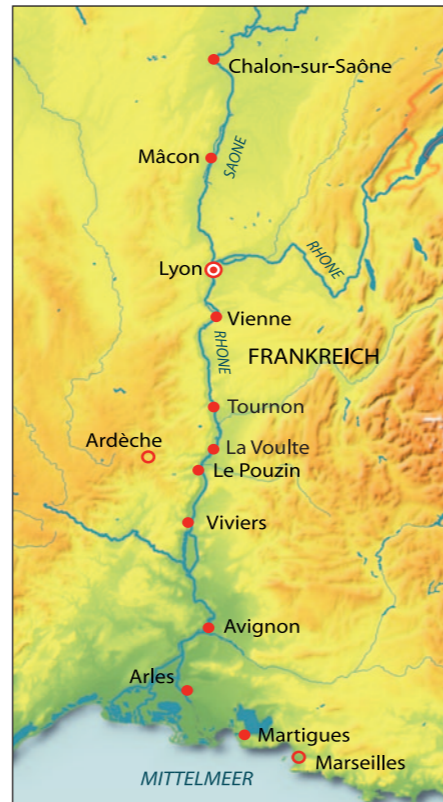 Chalon-sur-Saône
Mâcon
SAONE
Lyon
RHONE
Vienne
RHONE
FRANKREICH
Tournon
Ardèche
La Voulte
Le Pouzin
Viviers
Avignon
Arles
Martigues
Marseilles
MITTELMEER